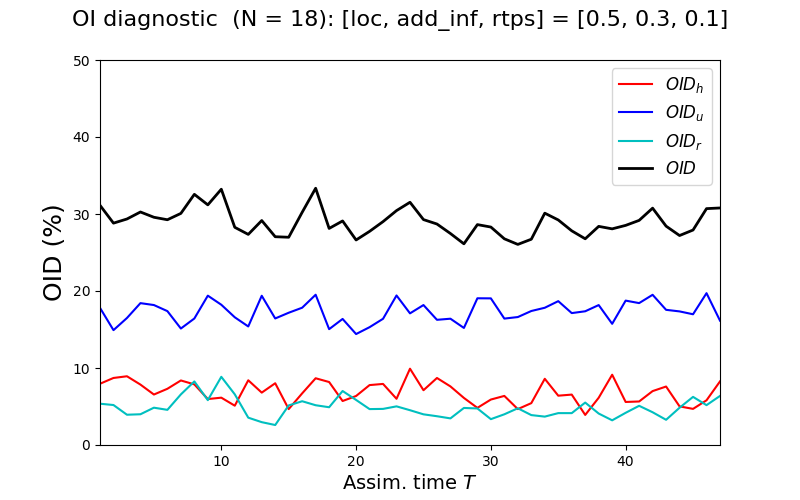 OI diagnostic (N = 18): [loc, add_inf, rtps] = [0.5, 0.3, 0.1]
OID_h
OID_u
OID_r
OID
OID (%)
50
40
30
20
10
0
10 20 30 40
Assim. time T